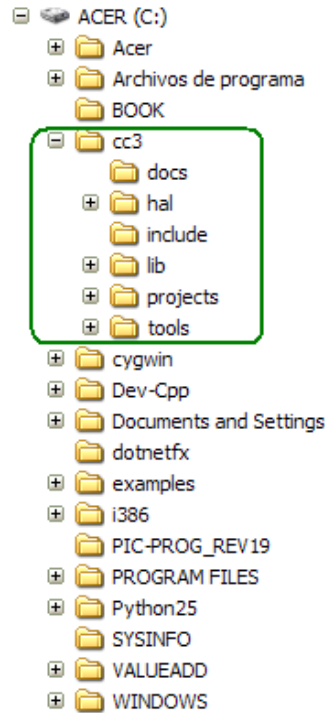 ACER (C:)
Acer
Archivos de programa
BOOK
cc3
docs
hal
include
lib
projects
tools
cygwin
Dev-Cpp
Documents and Settings
dotnetfx
examples
i386
PIC-PROG_REV19
PROGRAM FILES
Python25
SYSINFO
VALUEADD
WINDOWS